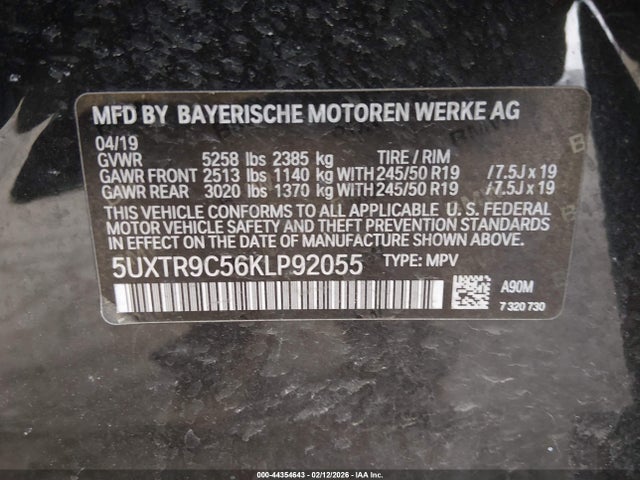 MFD BY BAYERISCHE MOTOREN WERKE AG
04/19
GVWR 5258 lbs 2385 kg TIRE / RIM
GAWR FRONT 2513 lbs 1140 kg WITH 245/50 R19 /7.5J x 19
GAWR REAR 3020 lbs 1370 kg WITH 245/50 R19 /7.5J x 19
THIS VEHICLE CONFORMS TO ALL APPLICABLE U. S. FEDERAL
MOTOR VEHICLE SAFETY AND THEFT PREVENTION STANDARDS
IN EFFECT ON THE DATE OF MANUFACTURE SHOWN ABOVE.
5UXTR9C56KLP92055 TYPE: MPV
A90M
7 320 730
00-44354643 - 02/12/2026 - IAA Inc.